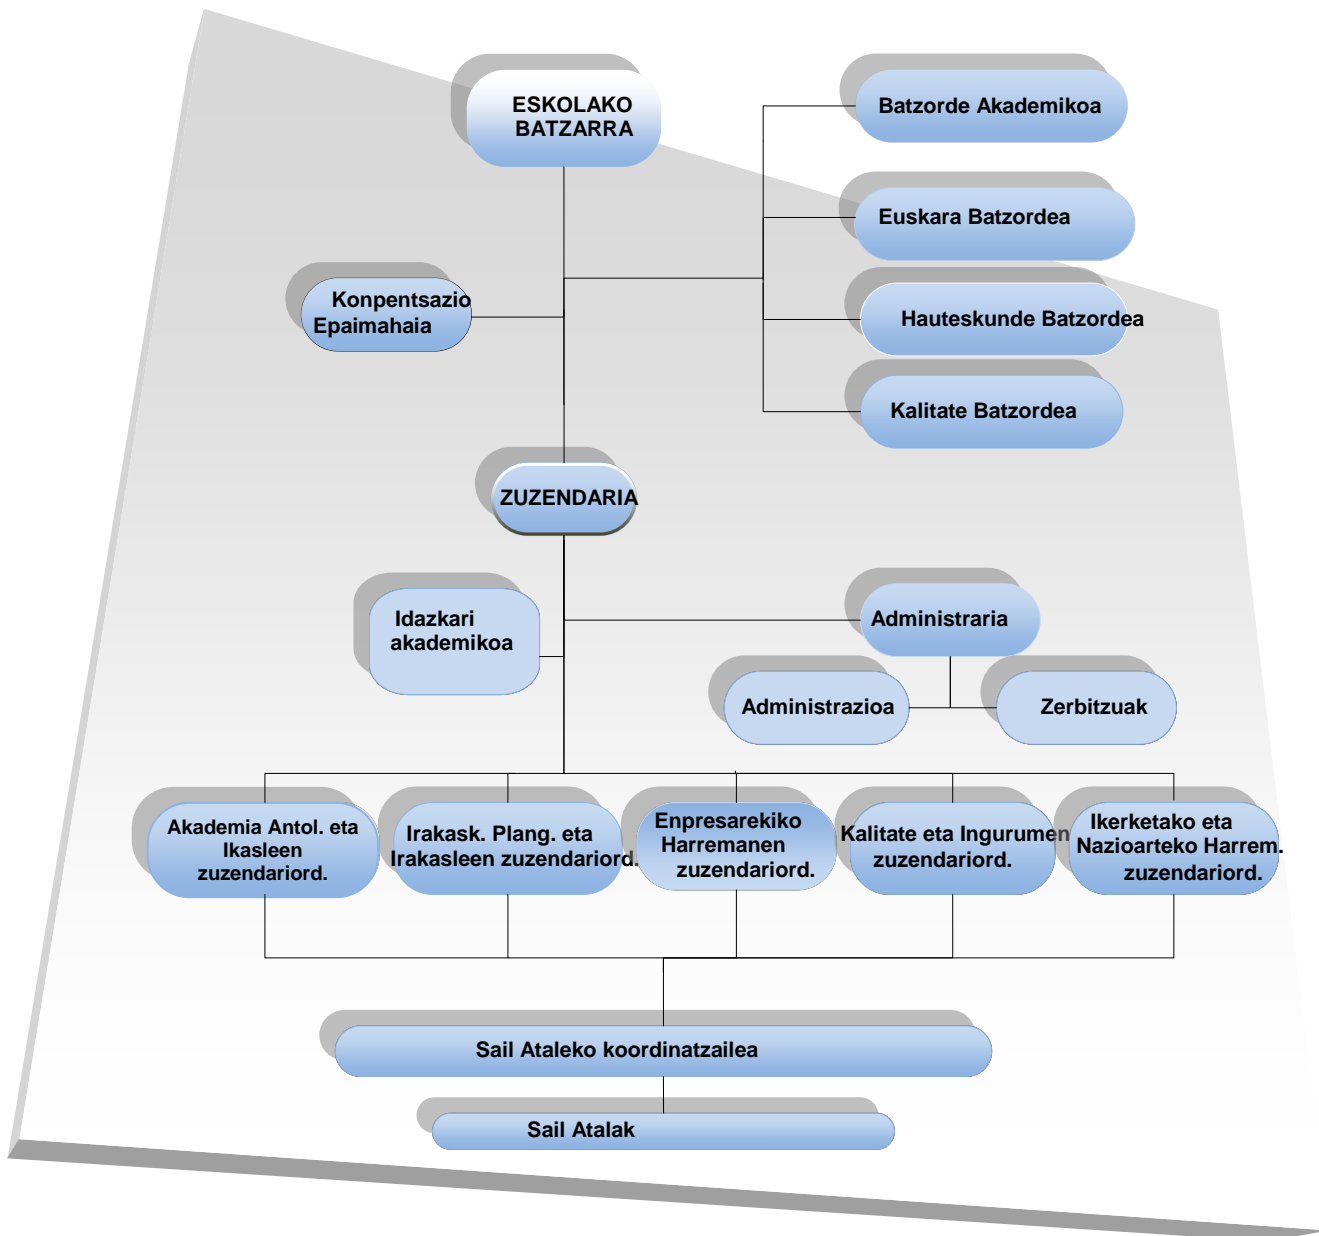 ESKOLAKO
BATZARRA
Batzorde Akademikoa
Euskara Batzordea
Konpentsazio
Epaimahaia
Hauteskunde Batzordea
Kalitate Batzordea
ZUZENDARIA
Idazkari
akademikoa
Administraria
Administrazioa
Zerbitzuak
Akademia Antol. eta
Ikasleen
zuzendariord.
Irakask. Plang. eta
Irakasleen zuzendariord.
Enpresarekiko
Harremanen
zuzendariord.
Kalitate eta Ingurumen
zuzendariord.
Ikerketako eta
Nazioarteko Harrem.
zuzendariord.
Sail Ataleko koordinatzailea
Sail Atalak